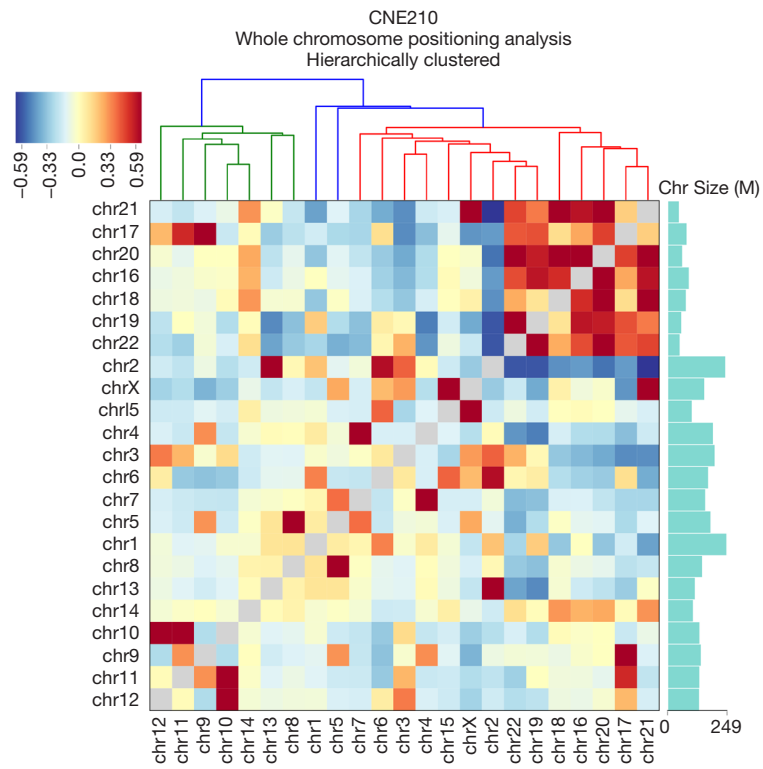 CNE210
Whole chromosome positioning analysis
Hierarchically clustered
−0.59
−0.33
0.0
0.33
0.59
Chr Size (M)
chr21
chr17
chr20
chr16
chr18
chr19
chr22
chr2
chrX
chrl5
chr4
chr3
chr6
chr7
chr5
chr1
chr8
chr13
chr14
chr10
chr9
chr11
chr12
0 249
chr12 chr11 chr9 chr10 chr14 chr13 chr8 chr1 chr5 chr7 chr6 chr3 chr4 chr15 chrX chr2 chr22 chr19 chr18 chr16 chr20 chr17 chr21